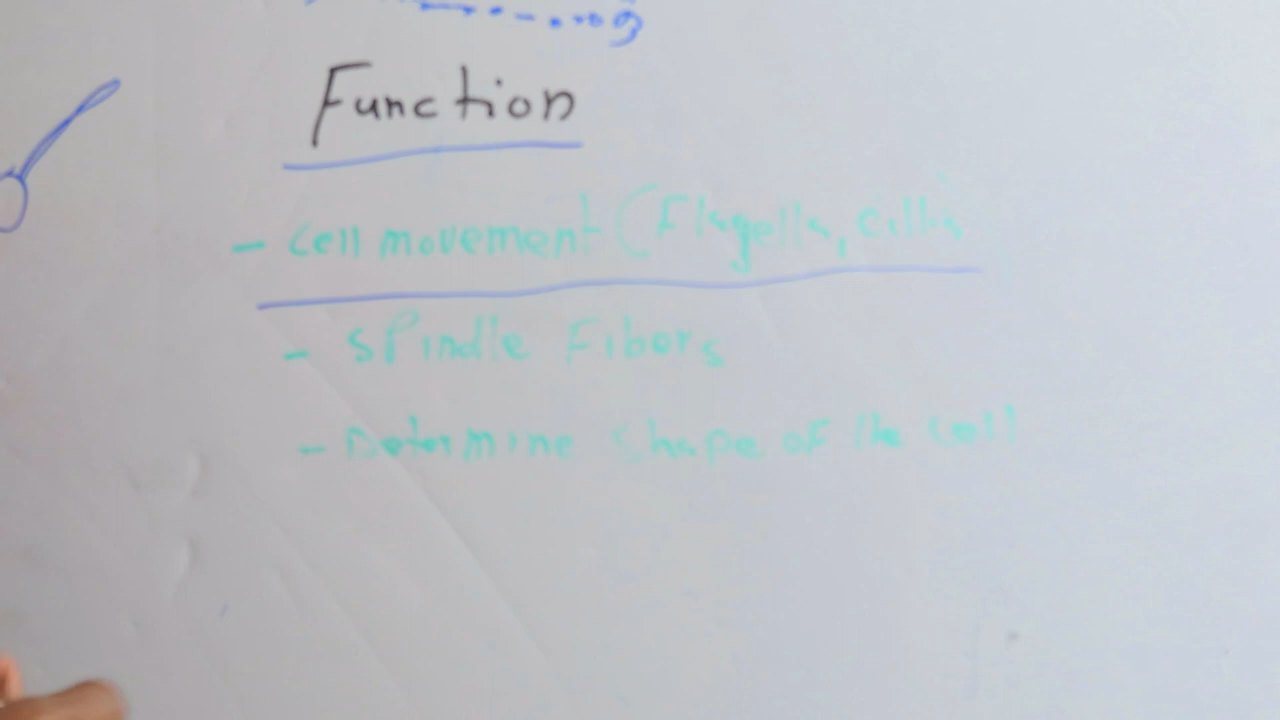 Function
- Cell movement (Flagella, cilia
- Spindle Fibers
- Determine shape of the cell